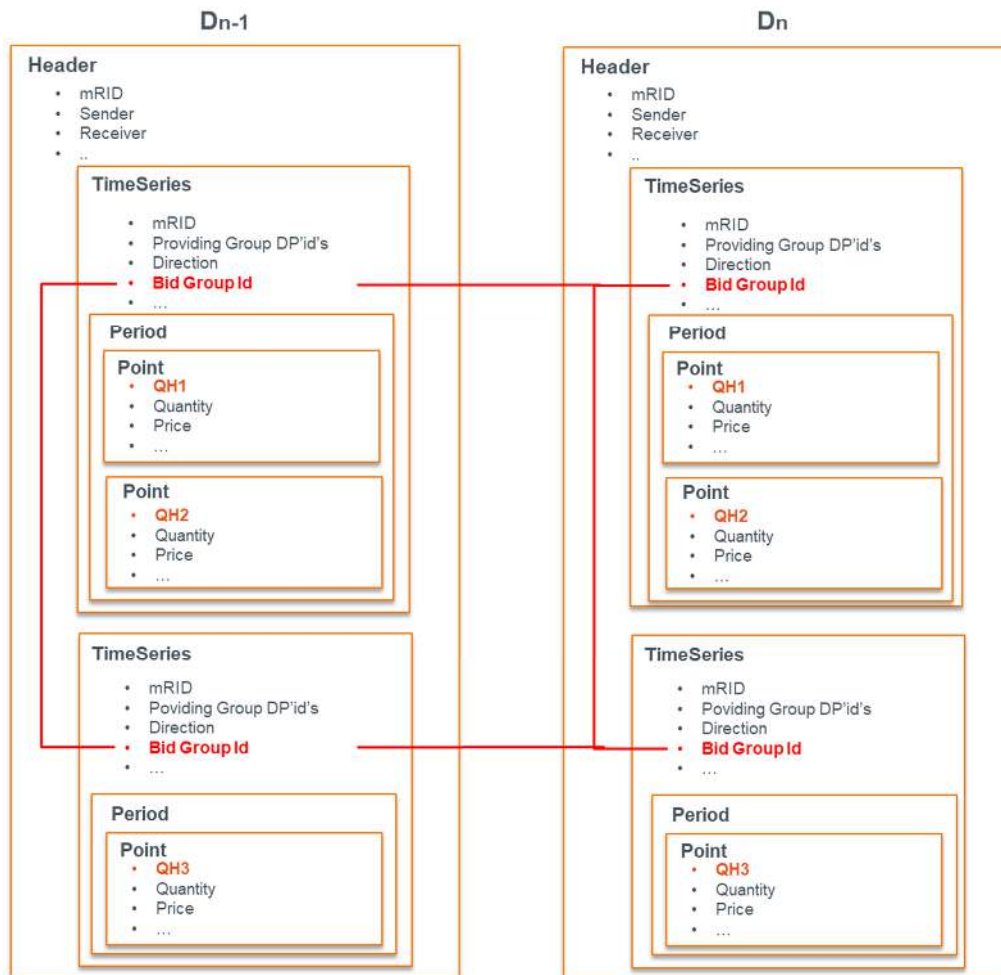 Dn-1
Header
• mRID
• Sender
• Receiver
• ..
TimeSeries
• mRID
• Providing Group DP'id's
• Direction
• Bid Group Id
• ...
Period
Point
• QH1
• Quantity
• Price
• ...
Point
• QH2
• Quantity
• Price
• ...
TimeSeries
• mRID
• Poviding Group DP'id's
• Direction
• Bid Group Id
• ...
Period
Point
• QH3
• Quantity
• Price
• ...
Dn
Header
• mRID
• Sender
• Receiver
• ..
TimeSeries
• mRID
• Providing Group DP'id's
• Direction
• Bid Group Id
• ...
Period
Point
• QH1
• Quantity
• Price
• ...
Point
• QH2
• Quantity
• Price
• ...
TimeSeries
• mRID
• Poviding Group DP'id's
• Direction
• Bid Group Id
• ...
Period
Point
• QH3
• Quantity
• Price
• ...